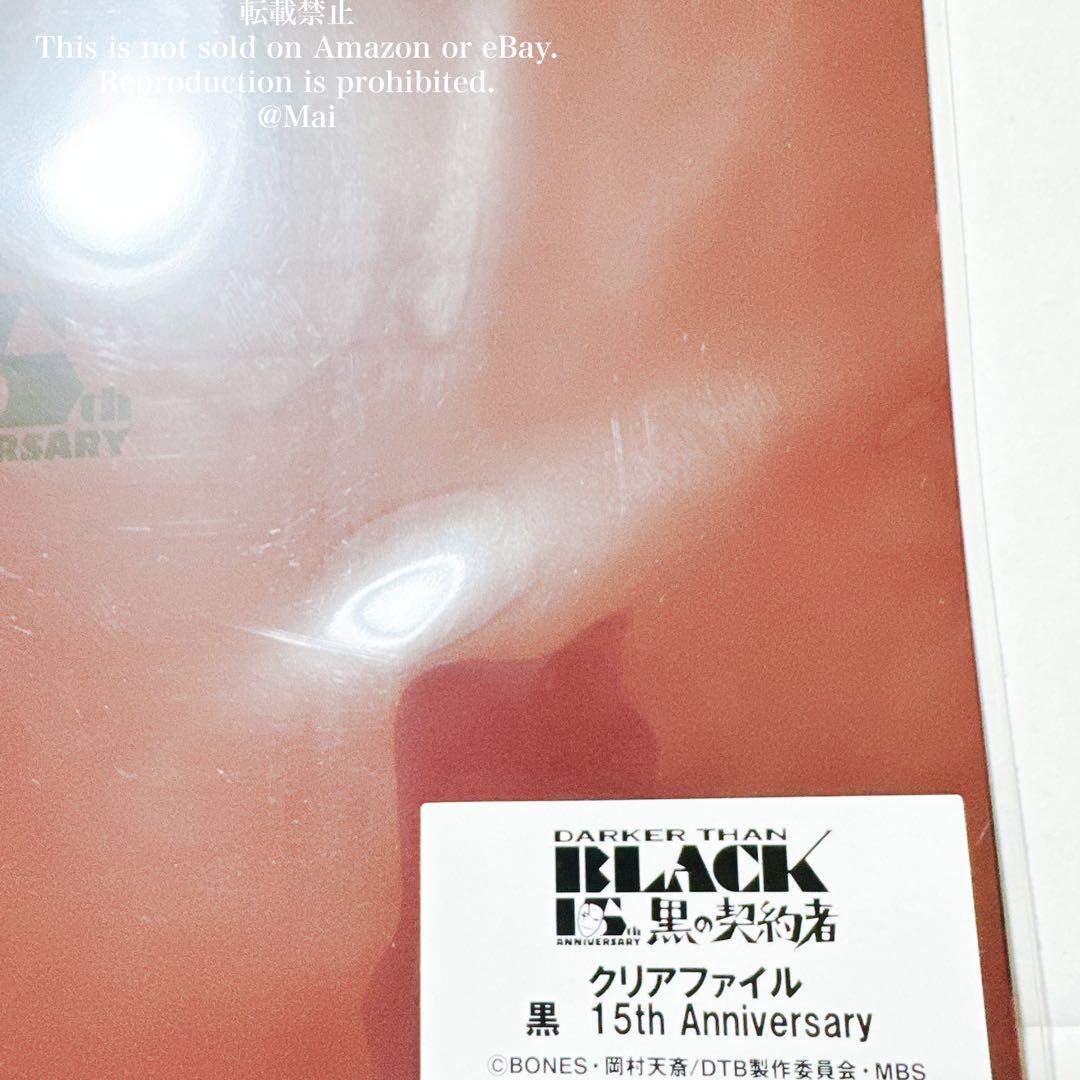 転載禁止
This is not sold on Amazon or eBay.
Reproduction is prohibited.
@Mai
th
ERSARY
DARKER THAN
BLACK
15th 黒の契約者
ANNIVERSARY
クリアファイル
黒 15th Anniversary
©BONES・岡村天斎/DTB製作委員会・MBS